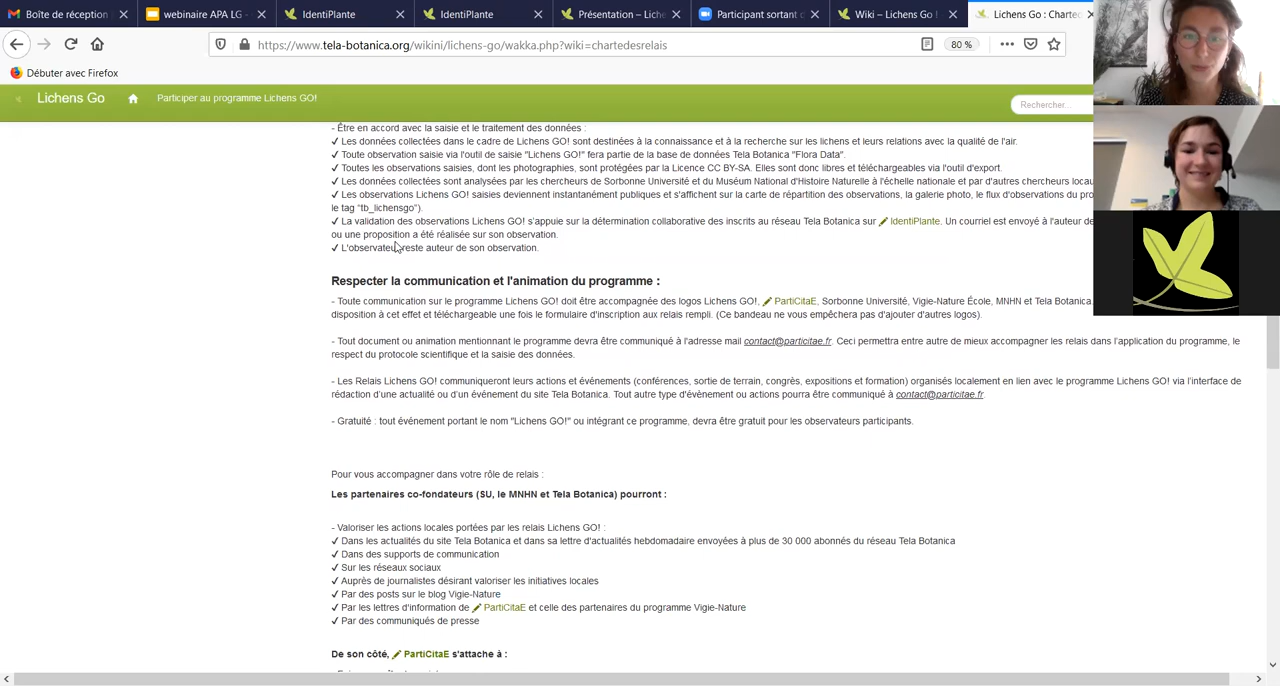 Boîte de réception
webinaire APA LG -
IdentiPlante
IdentiPlante
Présentation – Liche
Participant sortant d
Wiki – Lichens Go !
Lichens Go : Charte
https://www.tela-botanica.org/wikini/lichens-go/wakka.php?wiki=chartedesrelais
80 %
Débuter avec Firefox
Lichens Go
Participer au programme Lichens GO!
Rechercher...
- Être en accord avec la saisie et le traitement des données :
✓ Les données collectées dans le cadre de Lichens GO! sont destinées à la connaissance et à la recherche sur les lichens et leurs relations avec la qualité de l'air.
✓ Toute observation saisie via l'outil de saisie "Lichens GO!" fera partie de la base de données Tela Botanica "Flora Data".
✓ Toutes les observations saisies, dont les photographies, sont protégées par la Licence CC BY-SA. Elles sont donc libres et téléchargeables via l'outil d'export.
✓ Les données collectées sont analysées par les chercheurs de Sorbonne Université et du Muséum National d'Histoire Naturelle à l'échelle nationale et par d'autres chercheurs locau
✓ Les observations Lichens GO! saisies deviennent instantanément publiques et s'affichent sur la carte de répartition des observations, la galerie photo, le flux d'observations du pro
le tag "tb_lichensgo").
✓ La validation des observations Lichens GO! s'appuie sur la détermination collaborative des inscrits au réseau Tela Botanica sur IdentiPlante. Un courriel est envoyé à l'auteur de
ou une proposition a été réalisée sur son observation.
✓ L'observateur reste auteur de son observation.
Respecter la communication et l'animation du programme :
- Toute communication sur le programme Lichens GO! doit être accompagnée des logos Lichens GO!, PartiCitaE, Sorbonne Université, Vigie-Nature École, MNHN et Tela Botanica.
disposition à cet effet et téléchargeable une fois le formulaire d'inscription aux relais rempli. (Ce bandeau ne vous empêchera pas d'ajouter d'autres logos).
- Tout document ou animation mentionnant le programme devra être communiqué à l'adresse mail contact@particitae.fr. Ceci permettra entre autre de mieux accompagner les relais dans l'application du programme, le
respect du protocole scientifique et la saisie des données.
- Les Relais Lichens GO! communiqueront leurs actions et événements (conférences, sortie de terrain, congrès, expositions et formation) organisés localement en lien avec le programme Lichens GO! via l'interface de
rédaction d'une actualité ou d'un événement du site Tela Botanica. Tout autre type d'événement ou actions pourra être communiqué à contact@particitae.fr.
- Gratuité : tout événement portant le nom "Lichens GO!" ou intégrant ce programme, devra être gratuit pour les observateurs participants.
Pour vous accompagner dans votre rôle de relais :
Les partenaires co-fondateurs (SU, le MNHN et Tela Botanica) pourront :
- Valoriser les actions locales portées par les relais Lichens GO! :
✓ Dans les actualités du site Tela Botanica et dans sa lettre d'actualités hebdomadaire envoyées à plus de 30 000 abonnés du réseau Tela Botanica
✓ Dans des supports de communication
✓ Sur les réseaux sociaux
✓ Auprès de journalistes désirant valoriser les initiatives locales
✓ Par des posts sur le blog Vigie-Nature
✓ Par les lettres d'information de PartiCitaE et celle des partenaires du programme Vigie-Nature
✓ Par des communiqués de presse
De son côté, PartiCitaE s'attache à :